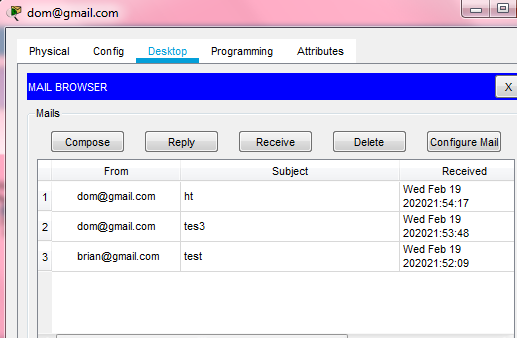 dom@gmail.com
Physical Config Desktop Programming Attributes
MAIL BROWSER X
Mails
Compose Reply Receive Delete Configure Mail
From Subject Received
1 dom@gmail.com ht Wed Feb 19
202021:54:17
2 dom@gmail.com tes3 Wed Feb 19
202021:53:48
3 brian@gmail.com test Wed Feb 19
202021:52:09